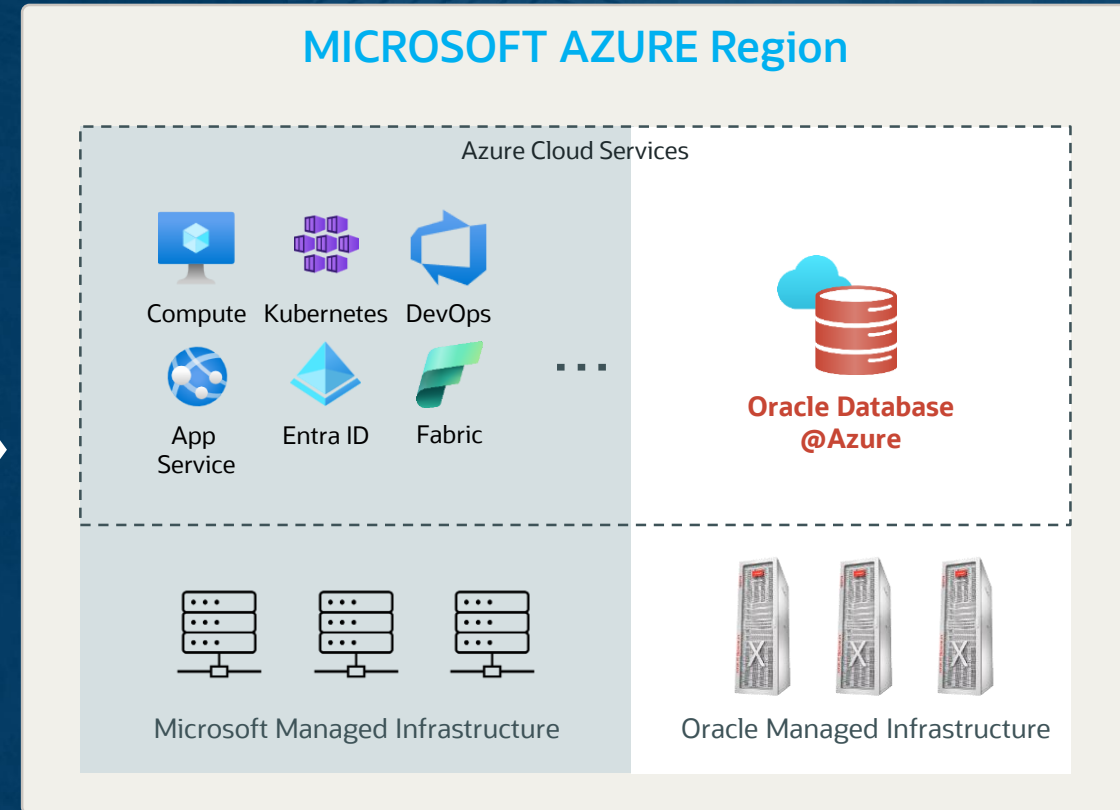 MICROSOFT AZURE Region
Azure Cloud Services
Compute Kubernetes DevOps
App
Service
Entra ID
Fabric
...
Oracle Database
@Azure
X X X
Microsoft Managed Infrastructure
Oracle Managed Infrastructure